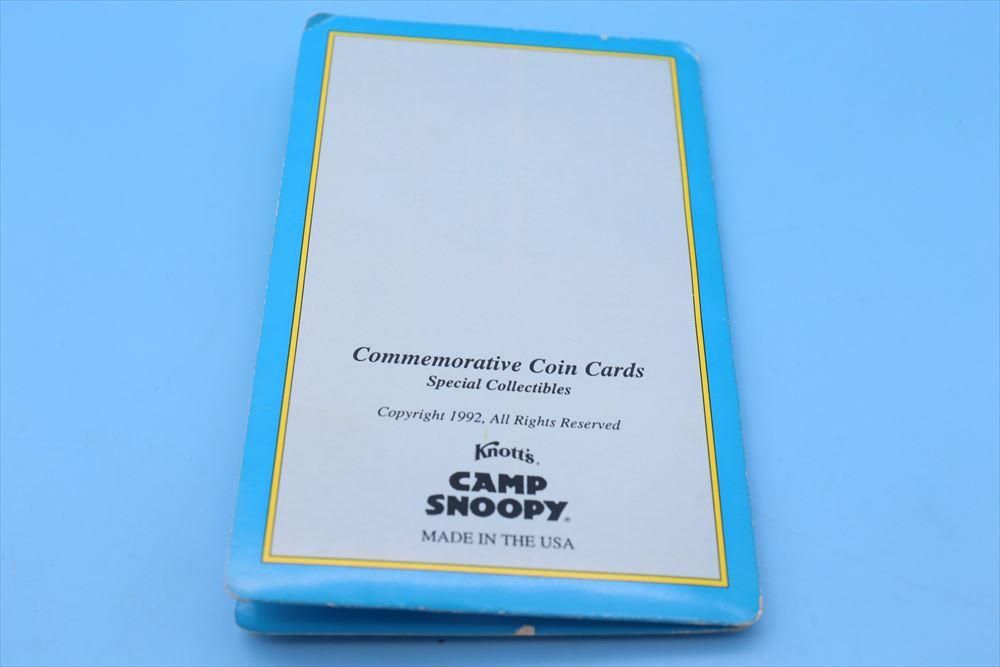 Commemorative Coin Cards
Special Collectibles
Copyright 1992, All Rights Reserved
Knott's®
CAMP
SNOOPY®
MADE IN THE USA